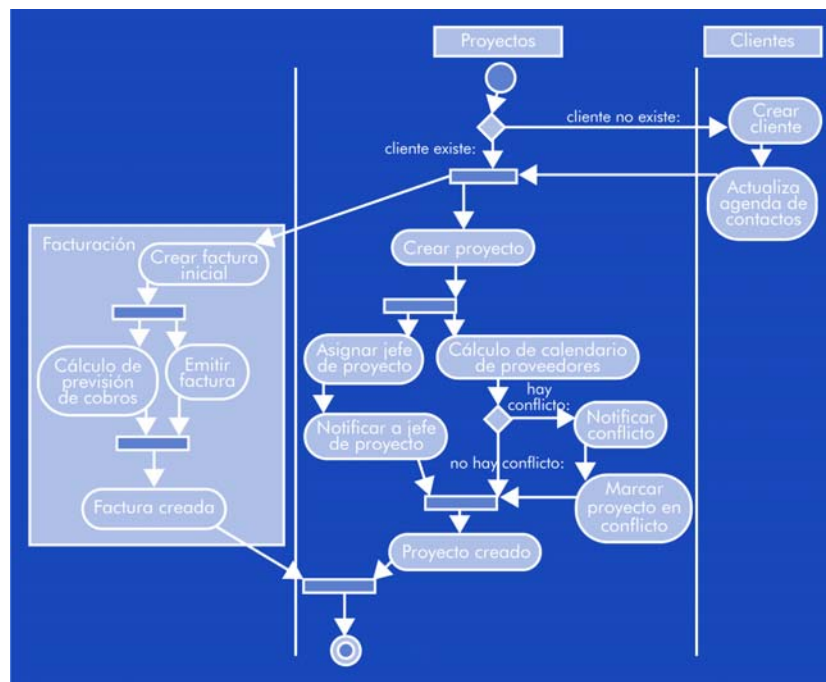 Proyectos
Clientes
cliente no existe:
Crear
cliente
cliente existe:
Actualiza
agenda de
contactos
Facturación
Crear factura
inicial
Crear proyecto
Cálculo de
previsión
de cobros
Emitir
factura
Asignar jefe
de proyecto
Cálculo de calendario
de proveedores
hay
conflicto:
Notificar
conflicto
Notificar a jefe
de proyecto
no hay conflicto:
Marcar
proyecto en
conflicto
Factura creada
Proyecto creado